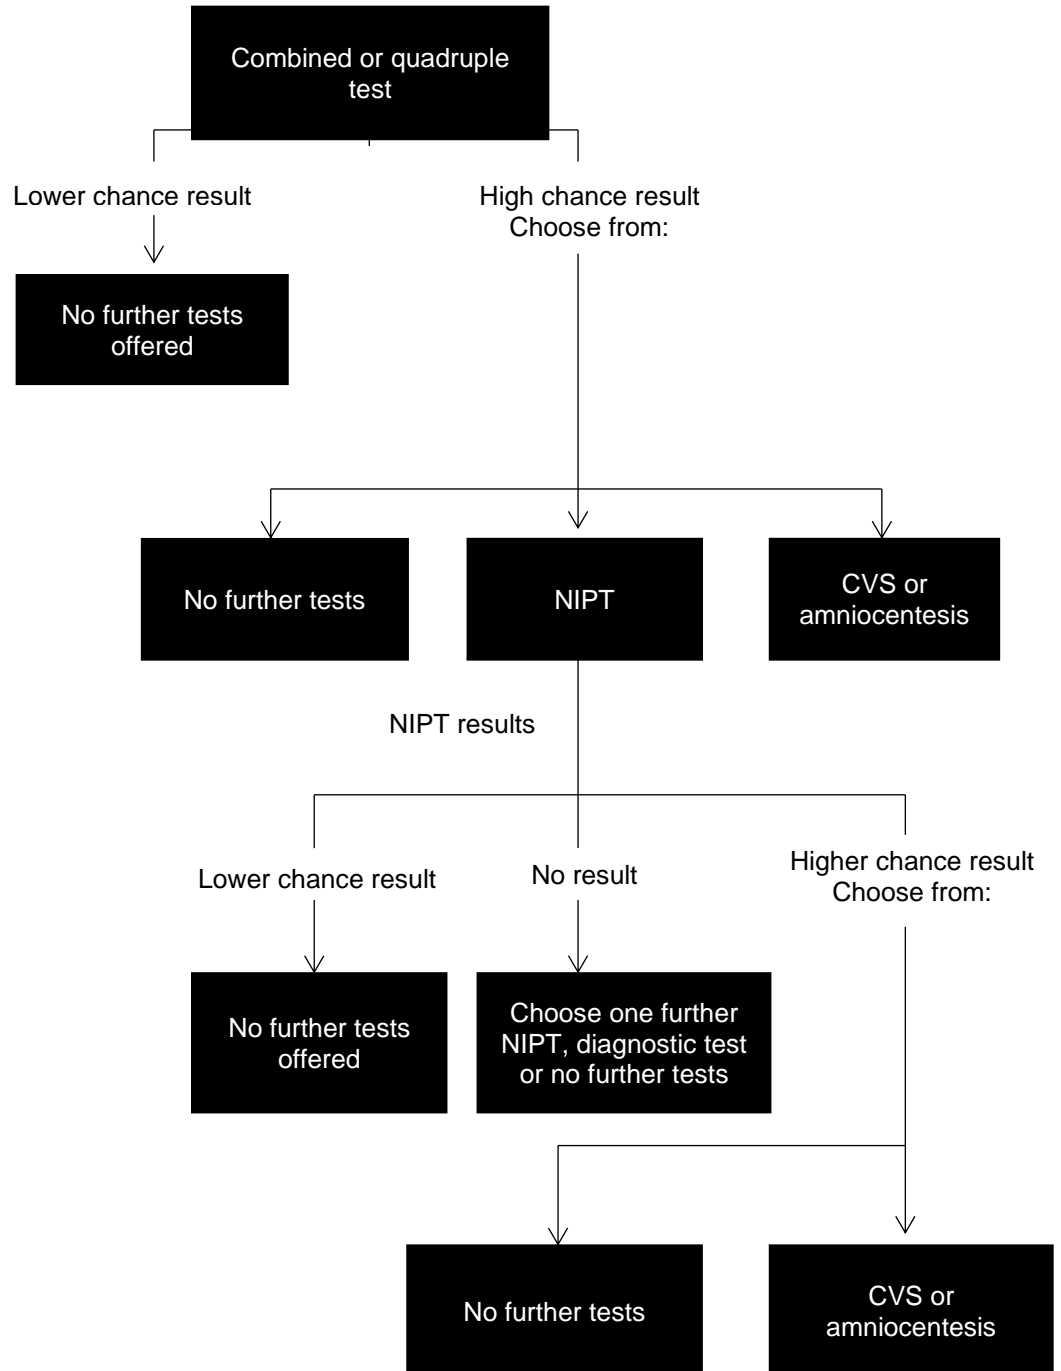 Combined or quadruple
test
Lower chance result
High chance result
Choose from:
No further tests
offered
No further tests
NIPT
CVS or
amniocentesis
NIPT results
Lower chance result
No result
Higher chance result
Choose from:
No further tests
offered
Choose one further
NIPT, diagnostic test
or no further tests
No further tests
CVS or
amniocentesis